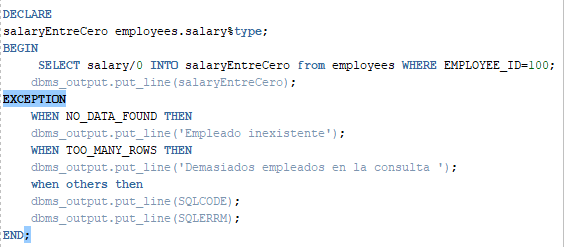 DECLARE
salaryEntreCero employees.salary%type;
BEGIN
SELECT salary/0 INTO salaryEntreCero from employees WHERE EMPLOYEE_ID=100;
dbms_output.put_line(salaryEntreCero);
EXCEPTION
WHEN NO_DATA_FOUND THEN
dbms_output.put_line('Empleado inexistente');
WHEN TOO_MANY_ROWS THEN
dbms_output.put_line('Demasiados empleados en la consulta ');
when others then
dbms_output.put_line(SQLCODE);
dbms_output.put_line(SQLERRM);
END;